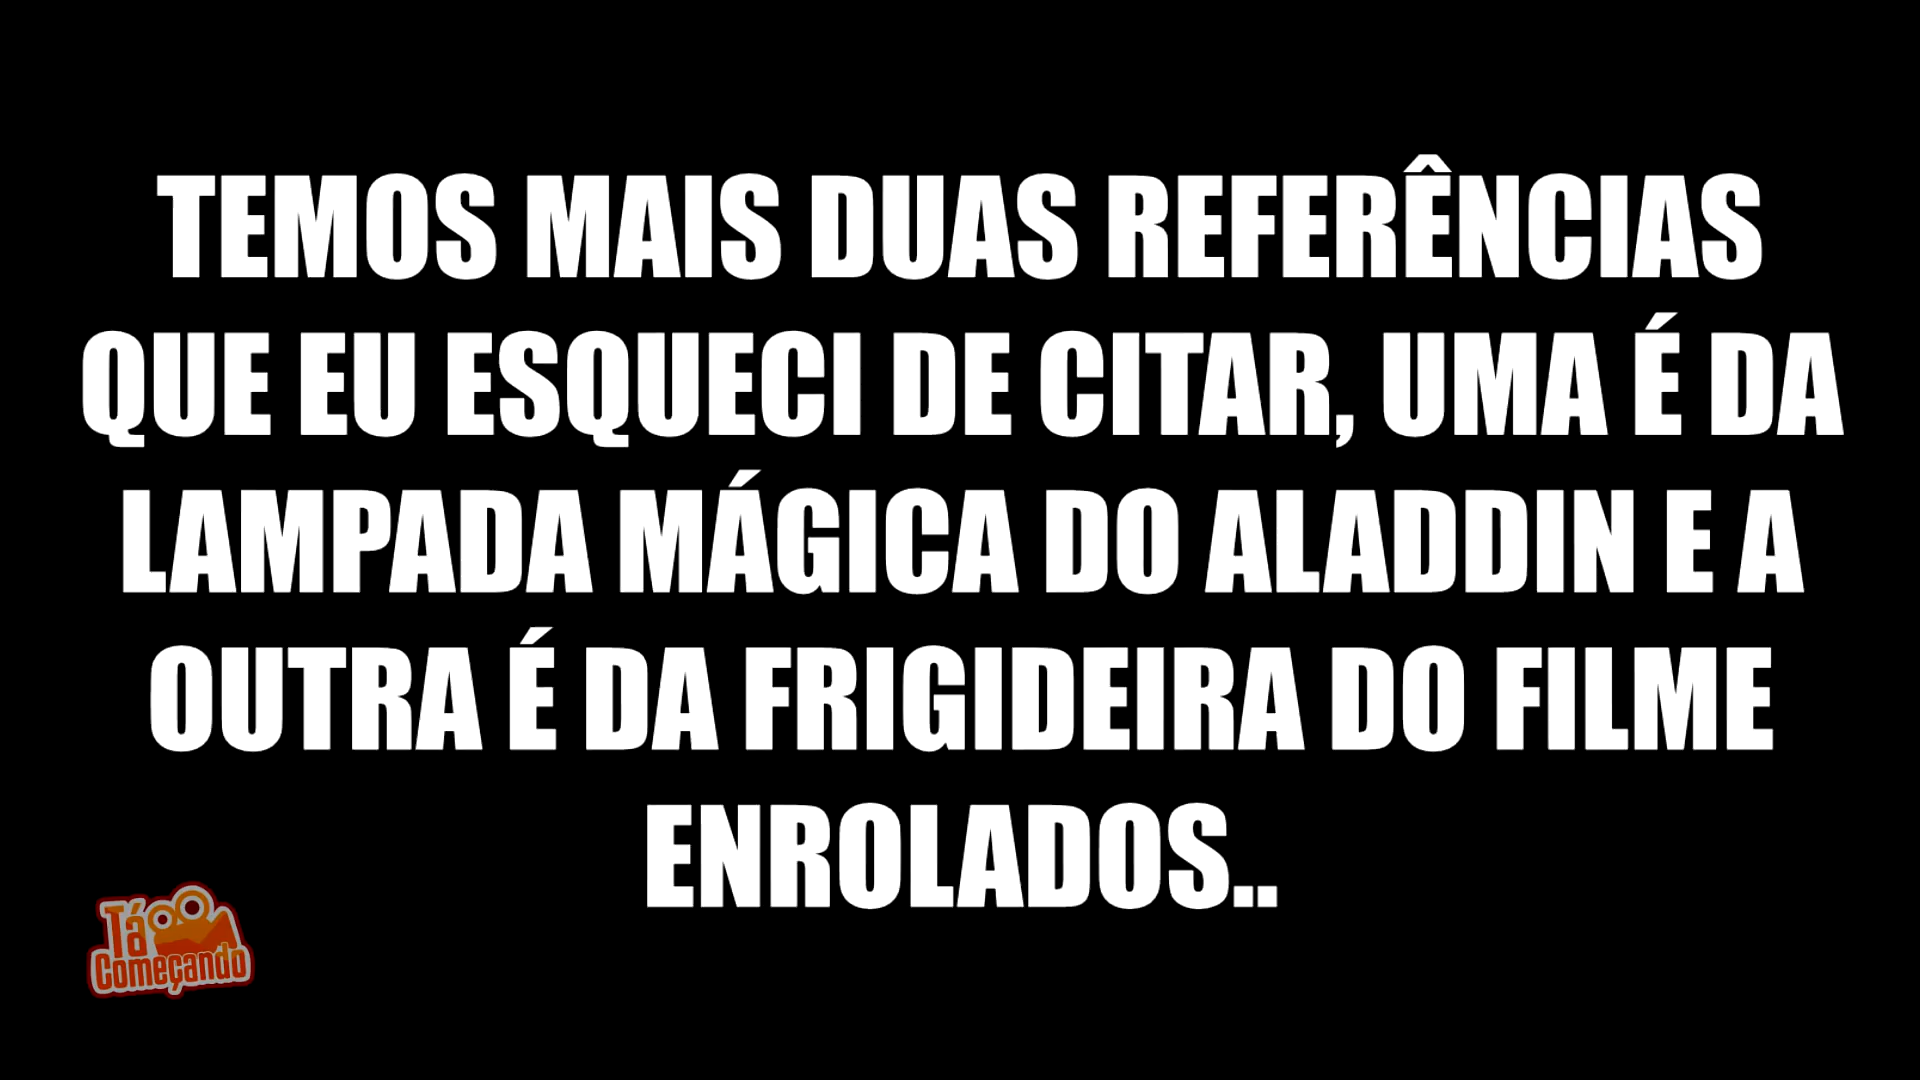 TEMOS MAIS DUAS REFERÊNCIAS
QUE EU ESQUECI DE CITAR, UMA É DA
LAMPADA MÁGICA DO ALADDIN E A
OUTRA É DA FRIGIDEIRA DO FILME
ENROLADOS..
Tá
Começando